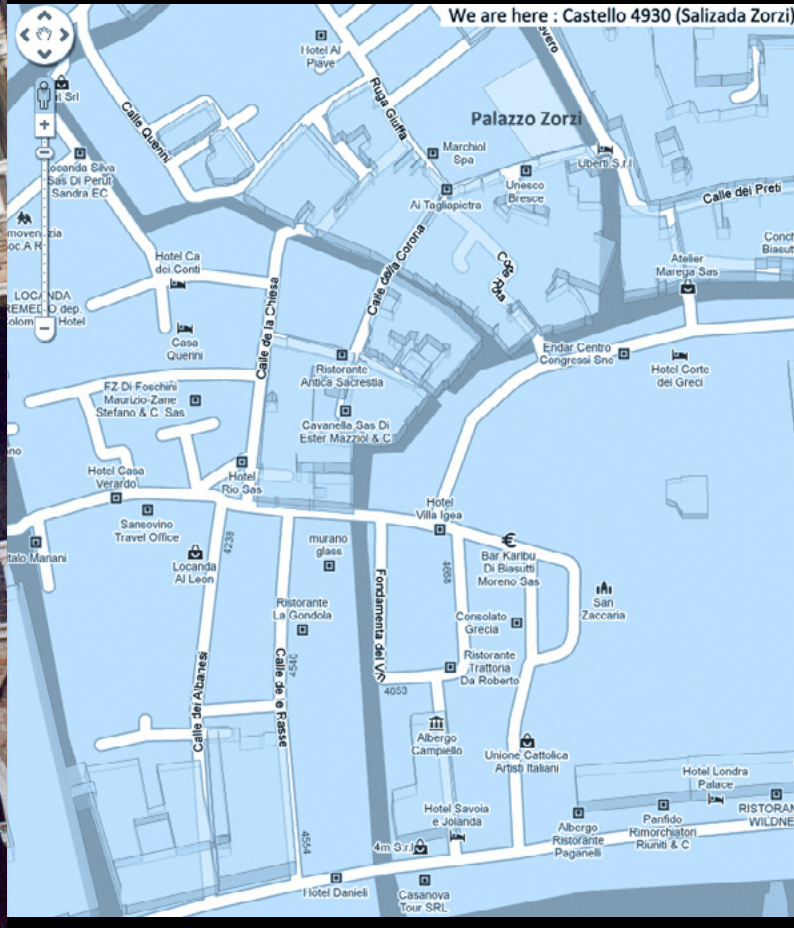 We are here : Castello 4930 (Salizada Zorzi)
Hotel Al
Piave
Srl
Calle Querini
Ruga Giuffa
Palazzo Zorzi
Marchiol
Spa
Uberti S.r.l
Locanda Silva
Sas Di Perut
Sandra EC
Unesco
Bresce
Ai Tagliapietra
Calle dei Preti
Calle della Corona
Hotel Ca
dei Conti
Atelier
Marega Sas
LOCANDA
Hotel
Calle de la Chiesa
Casa
Querini
Endar Centro
Congressi Snc
Hotel Corte
dei Greci
Ristorante
Antica Sacrestia
FZ Di Foschini
Maurizio-Zane
Stefano & C. Sas
Cavanella Sas Di
Ester Mazziol & C
Hotel Casa
Verardo
Hotel
Rio Sas
Hotel
Villa Igea
Sansovino
Travel Office
4238
murano
glass
Bar Karibu
Di Biasutti
Moreno Sas
Mariani
Locanda
Al Leon
4668
Fondamenta del
San
Zaccaria
Ristorante
La Gondola
Consolato
Grecia
Ristorante
Trattoria
Da Roberto
4540
4653
Calle dei Albanesi
Calle de le Rasse
Albergo
Campiello
Unione Cattolica
Artisti Italiani
Hotel Londra
Palace
Hotel Savoia
e Jolanda
4554
4m S.r.l
Albergo
Ristorante
Paganelli
Panfido
Rimorchiatori
Riuniti & C
Hotel Danieli
Casanova
Tour SRL